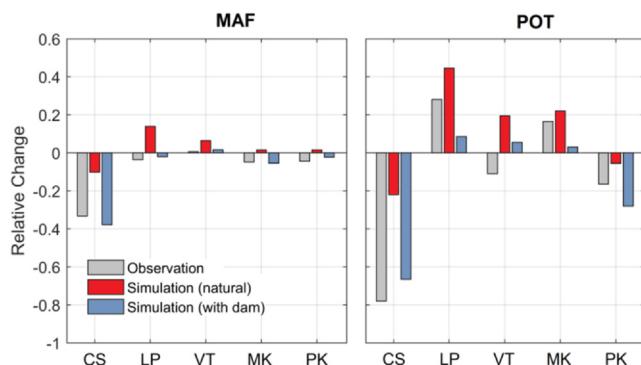 MAF POT
0.6
0.4
0.2
0
-0.2
-0.4
-0.6
-0.8
-1
Relative Change
Observation
Simulation (natural)
Simulation (with dam)
CS LP VT MK PK CS LP VT MK PK